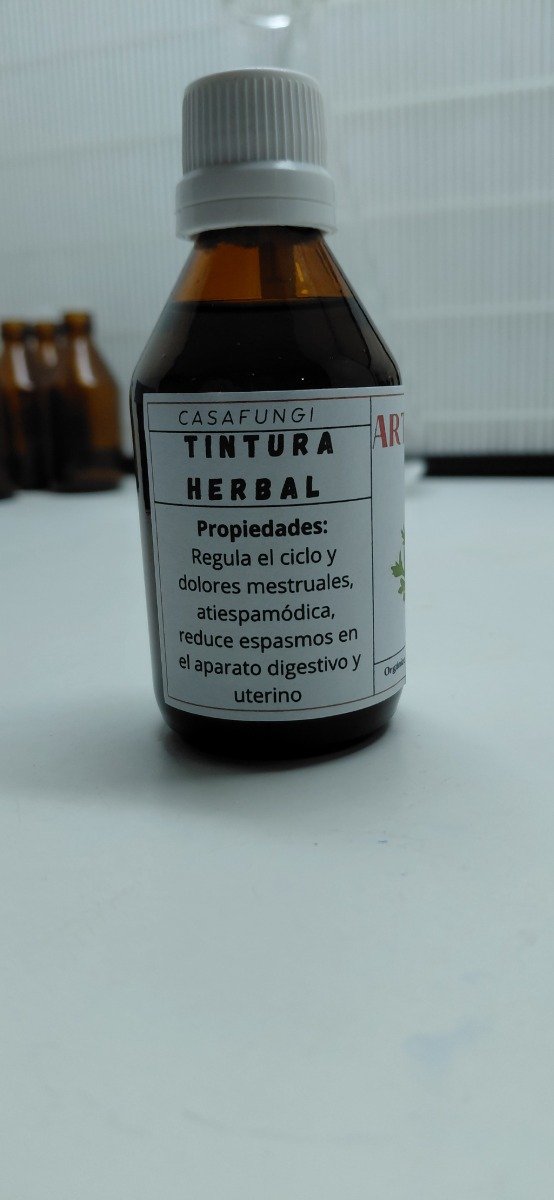 CASAFUNGI
TINTURA
HERBAL
Propiedades:
Regula el ciclo y
dolores mestruales,
atiespamódica,
reduce espasmos en
el aparato digestivo y
uterino